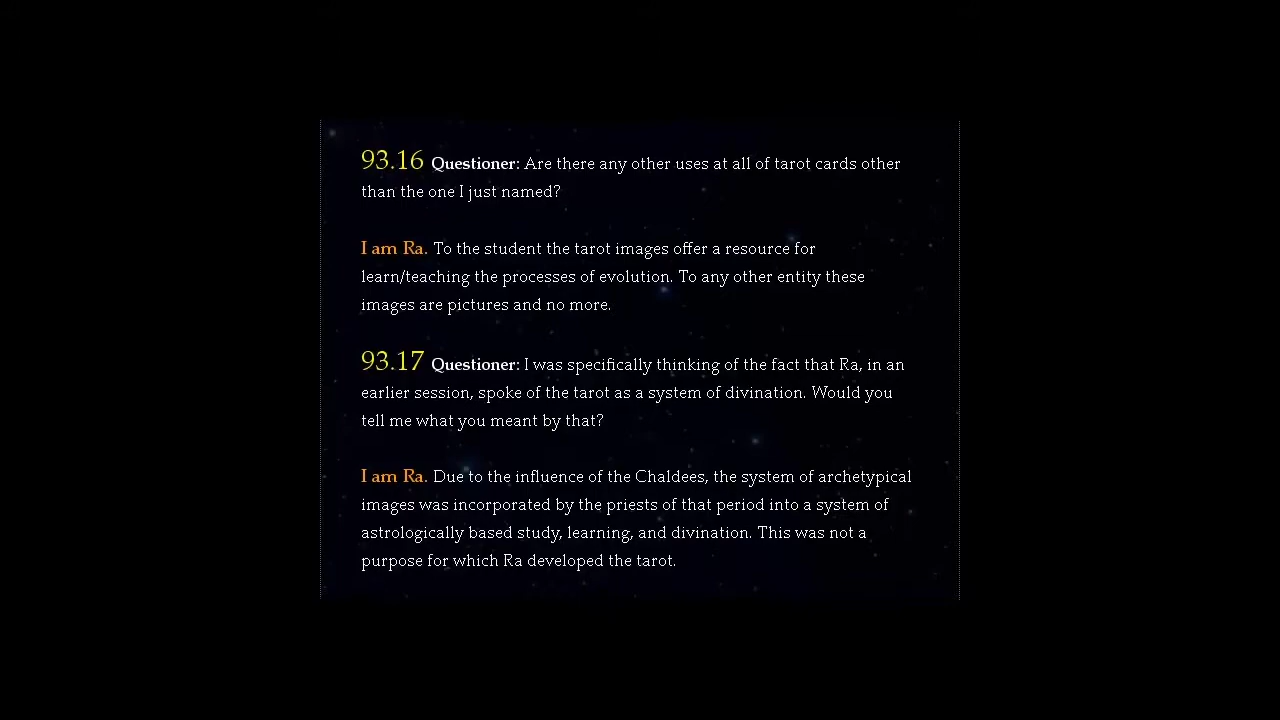 93.16 Questioner: Are there any other uses at all of tarot cards other
than the one I just named?
I am Ra. To the student the tarot images offer a resource for
learn/teaching the processes of evolution. To any other entity these
images are pictures and no more.
93.17 Questioner: I was specifically thinking of the fact that Ra, in an
earlier session, spoke of the tarot as a system of divination. Would you
tell me what you meant by that?
I am Ra. Due to the influence of the Chaldees, the system of archetypical
images was incorporated by the priests of that period into a system of
astrologically based study, learning, and divination. This was not a
purpose for which Ra developed the tarot.